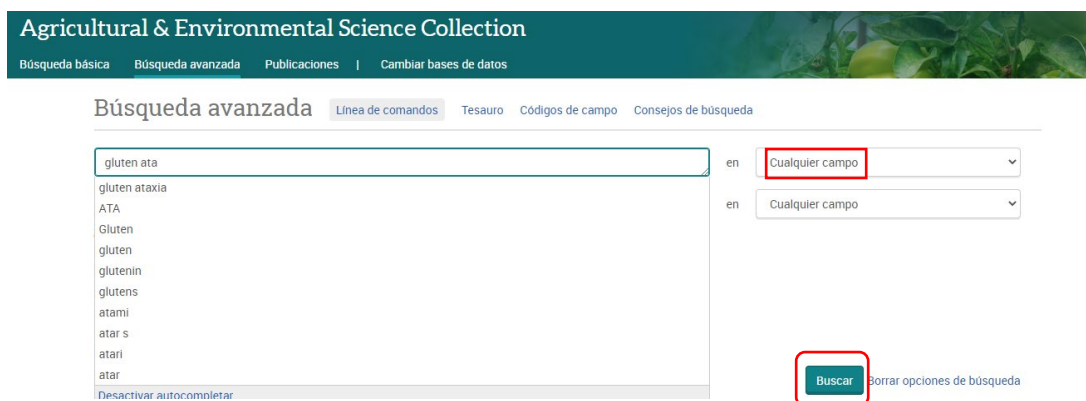 Agricultural & Environmental Science Collection
Búsqueda básica Búsqueda avanzada Publicaciones | Cambiar bases de datos
Búsqueda avanzada Línea de comandos Tesauro Códigos de campo Consejos de búsqueda
gluten ata en Cualquier campo
gluten ataxia
ATA en Cualquier campo
Gluten
gluten
glutenin
glutens
atami
atar s
atari
atar
Buscar Borrar opciones de búsqueda
Desactivar autocompletar